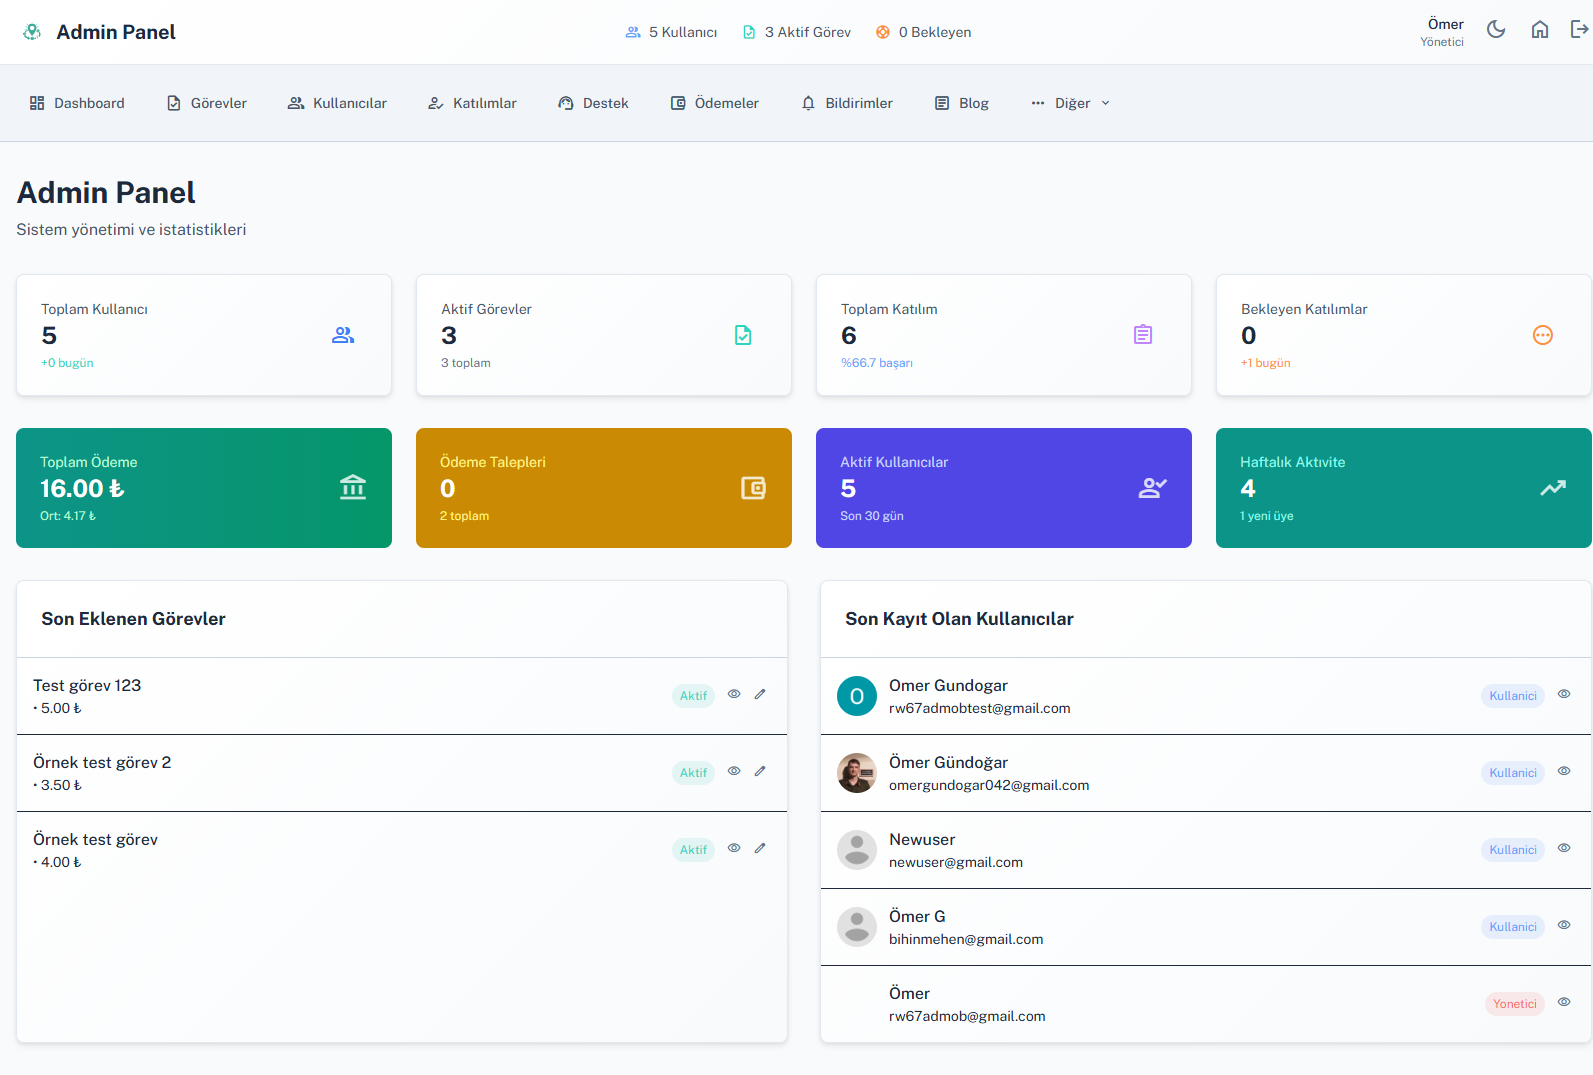 Admin Panel
5 Kullanıcı
3 Aktif Görev
0 Bekleyen
Ömer
Yönetici
Dashboard
Görevler
Kullanıcılar
Katılımlar
Destek
Ödemeler
Bildirimler
Blog
Diğer
Admin Panel
Sistem yönetimi ve istatistikleri
Toplam Kullanıcı
5
+0 bugün
Aktif Görevler
3
3 toplam
Toplam Katılım
6
%66.7 başarı
Bekleyen Katılımlar
0
+1 bugün
Toplam Ödeme
16.00 ₺
Ort: 4.17 ₺
Ödeme Talepleri
0
2 toplam
Aktif Kullanıcılar
5
Son 30 gün
Haftalık Aktivite
4
1 yeni üye
Son Eklenen Görevler
Test görev 123
• 5.00 ₺
Aktif
Örnek test görev 2
• 3.50 ₺
Aktif
Örnek test görev
• 4.00 ₺
Aktif
Son Kayıt Olan Kullanıcılar
O
Omer Gundogar
rw67admobtest@gmail.com
Kullanici
Ömer Gündoğar
omergundogar042@gmail.com
Kullanici
Newuser
newuser@gmail.com
Kullanici
Ömer G
bihinmehen@gmail.com
Kullanici
Ömer
rw67admob@gmail.com
Yonetici